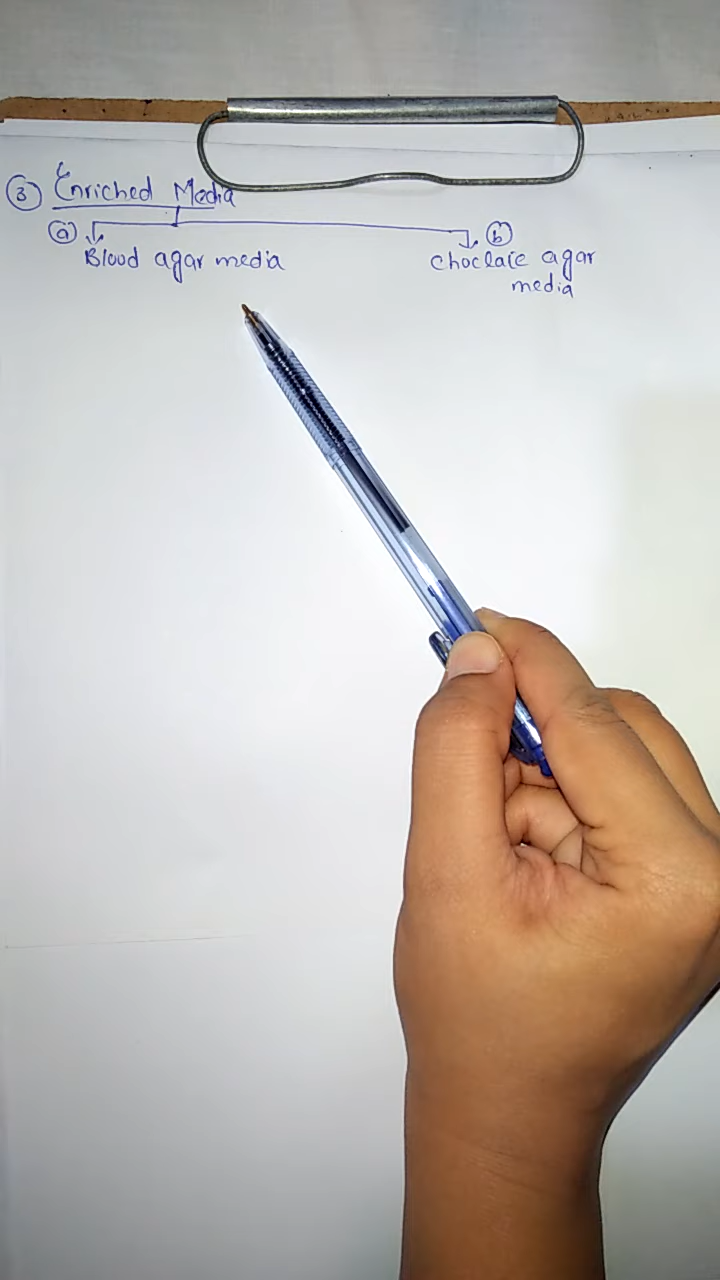 ③ Enriched Media
ⓐ ⓑ
Blood agar media
Choclate agar
media